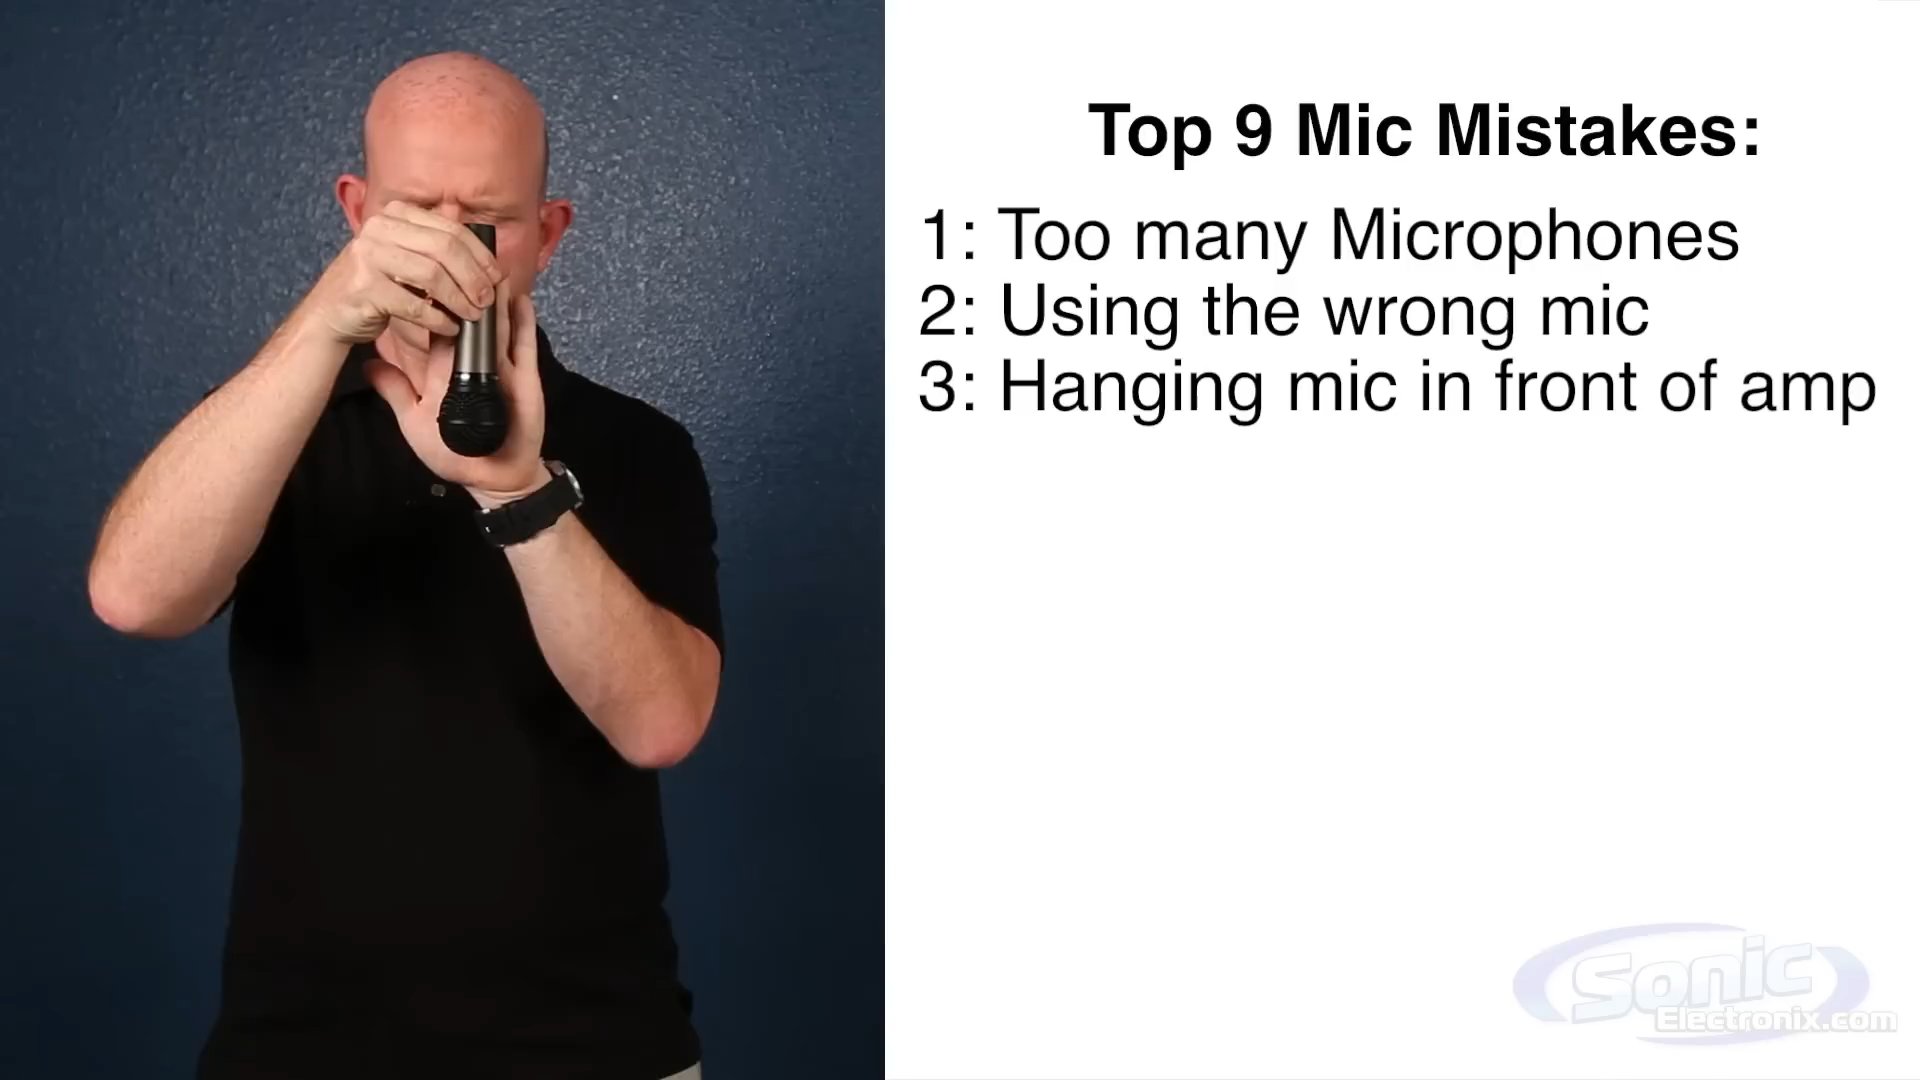 Top 9 Mic Mistakes:
1: Too many Microphones
2: Using the wrong mic
3: Hanging mic in front of amp
Sonic
Electronix.com